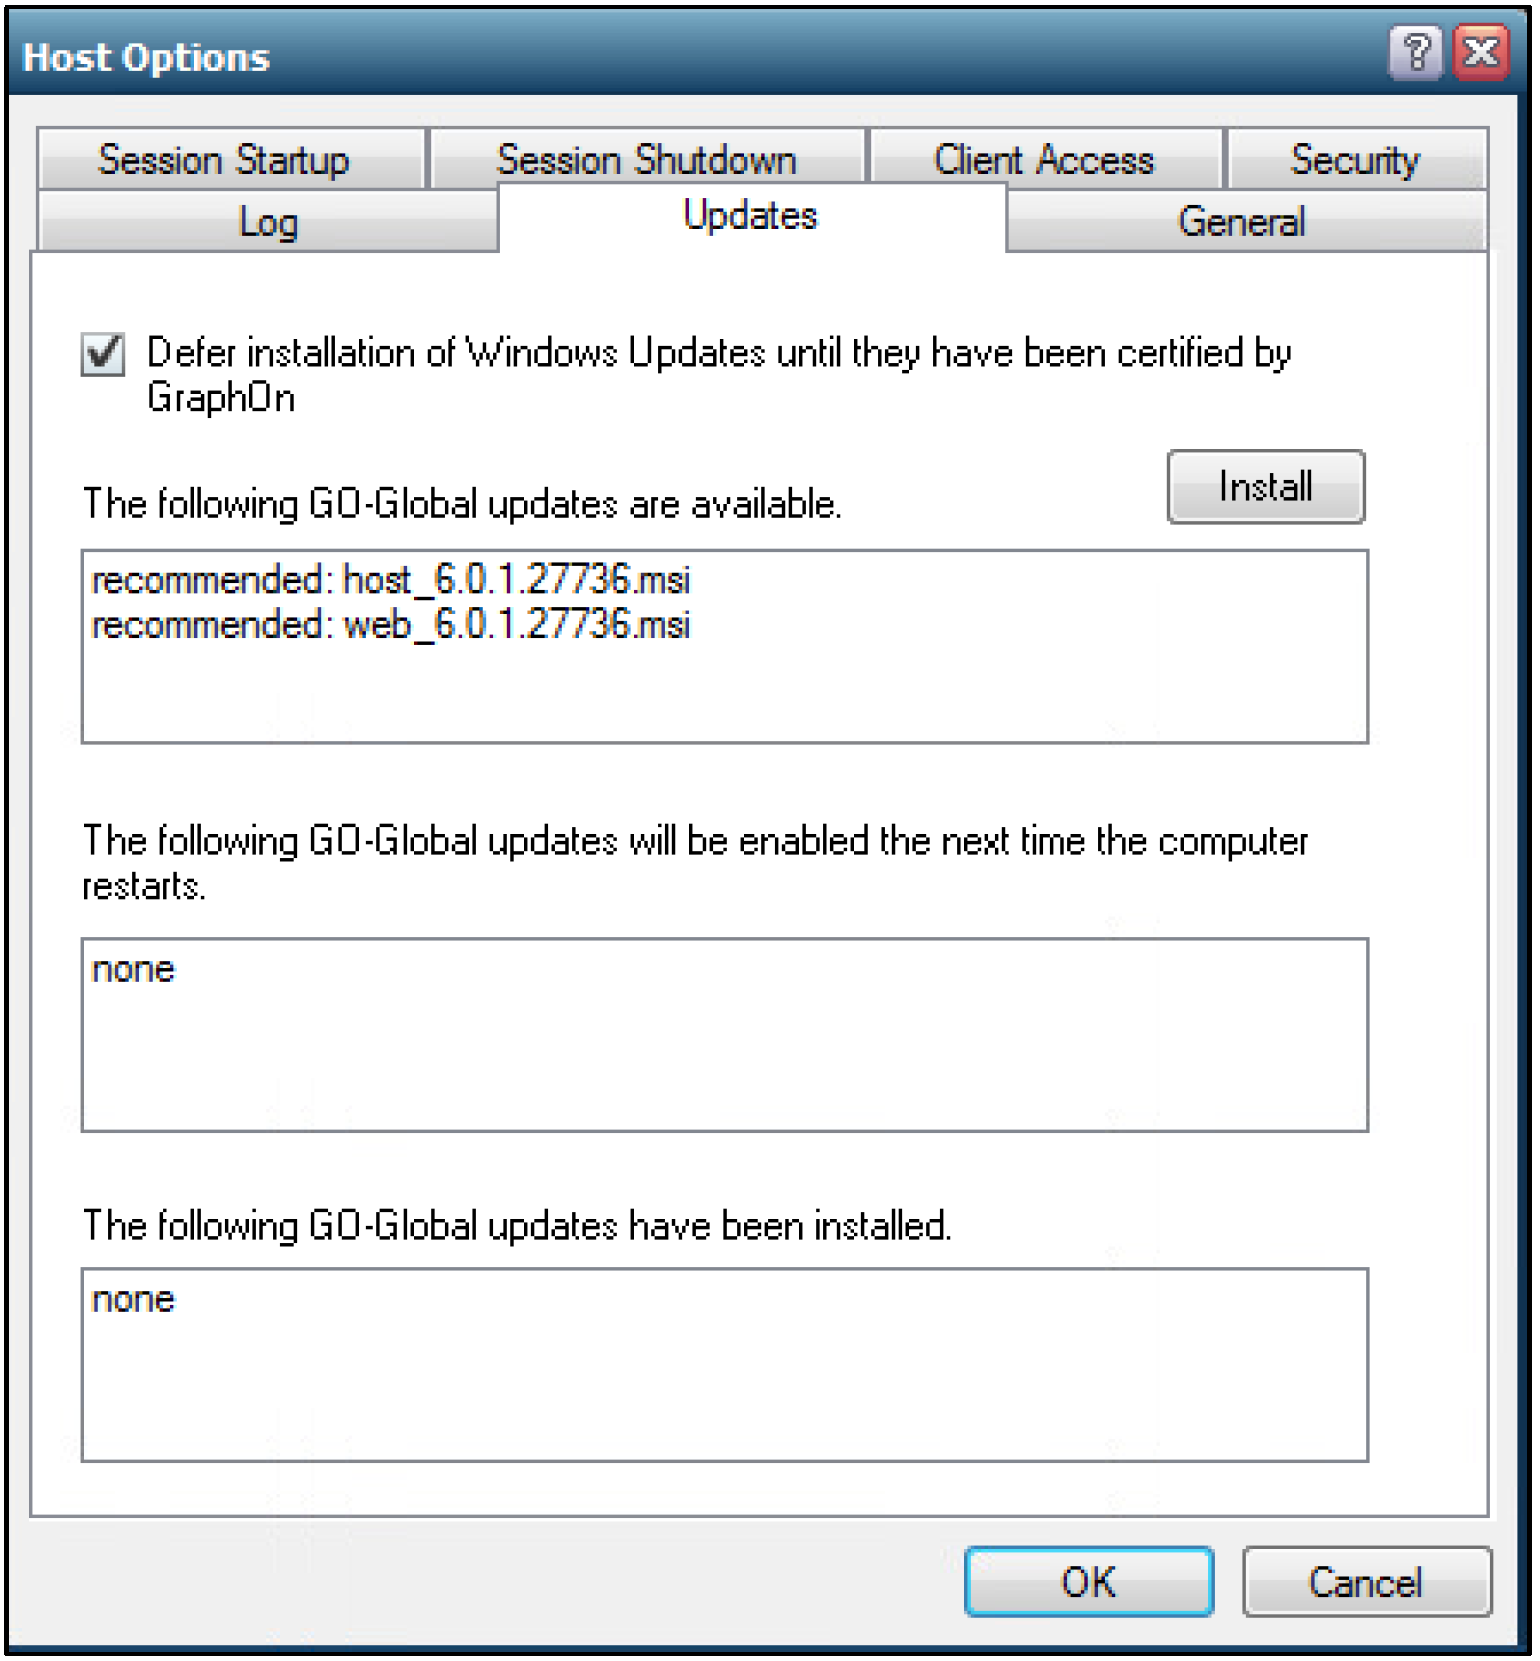 Host Options
Session Startup
Session Shutdown
Client Access
Security
Log
Updates
General
Defer installation of Windows Updates until they have been certified by
GraphOn
Install
The following GO-Global updates are available.
recommended: host_6.0.1.27736.msi
recommended: web_6.0.1.27736.msi
The following GO-Global updates will be enabled the next time the computer
restarts.
none
The following GO-Global updates have been installed.
none
OK
Cancel